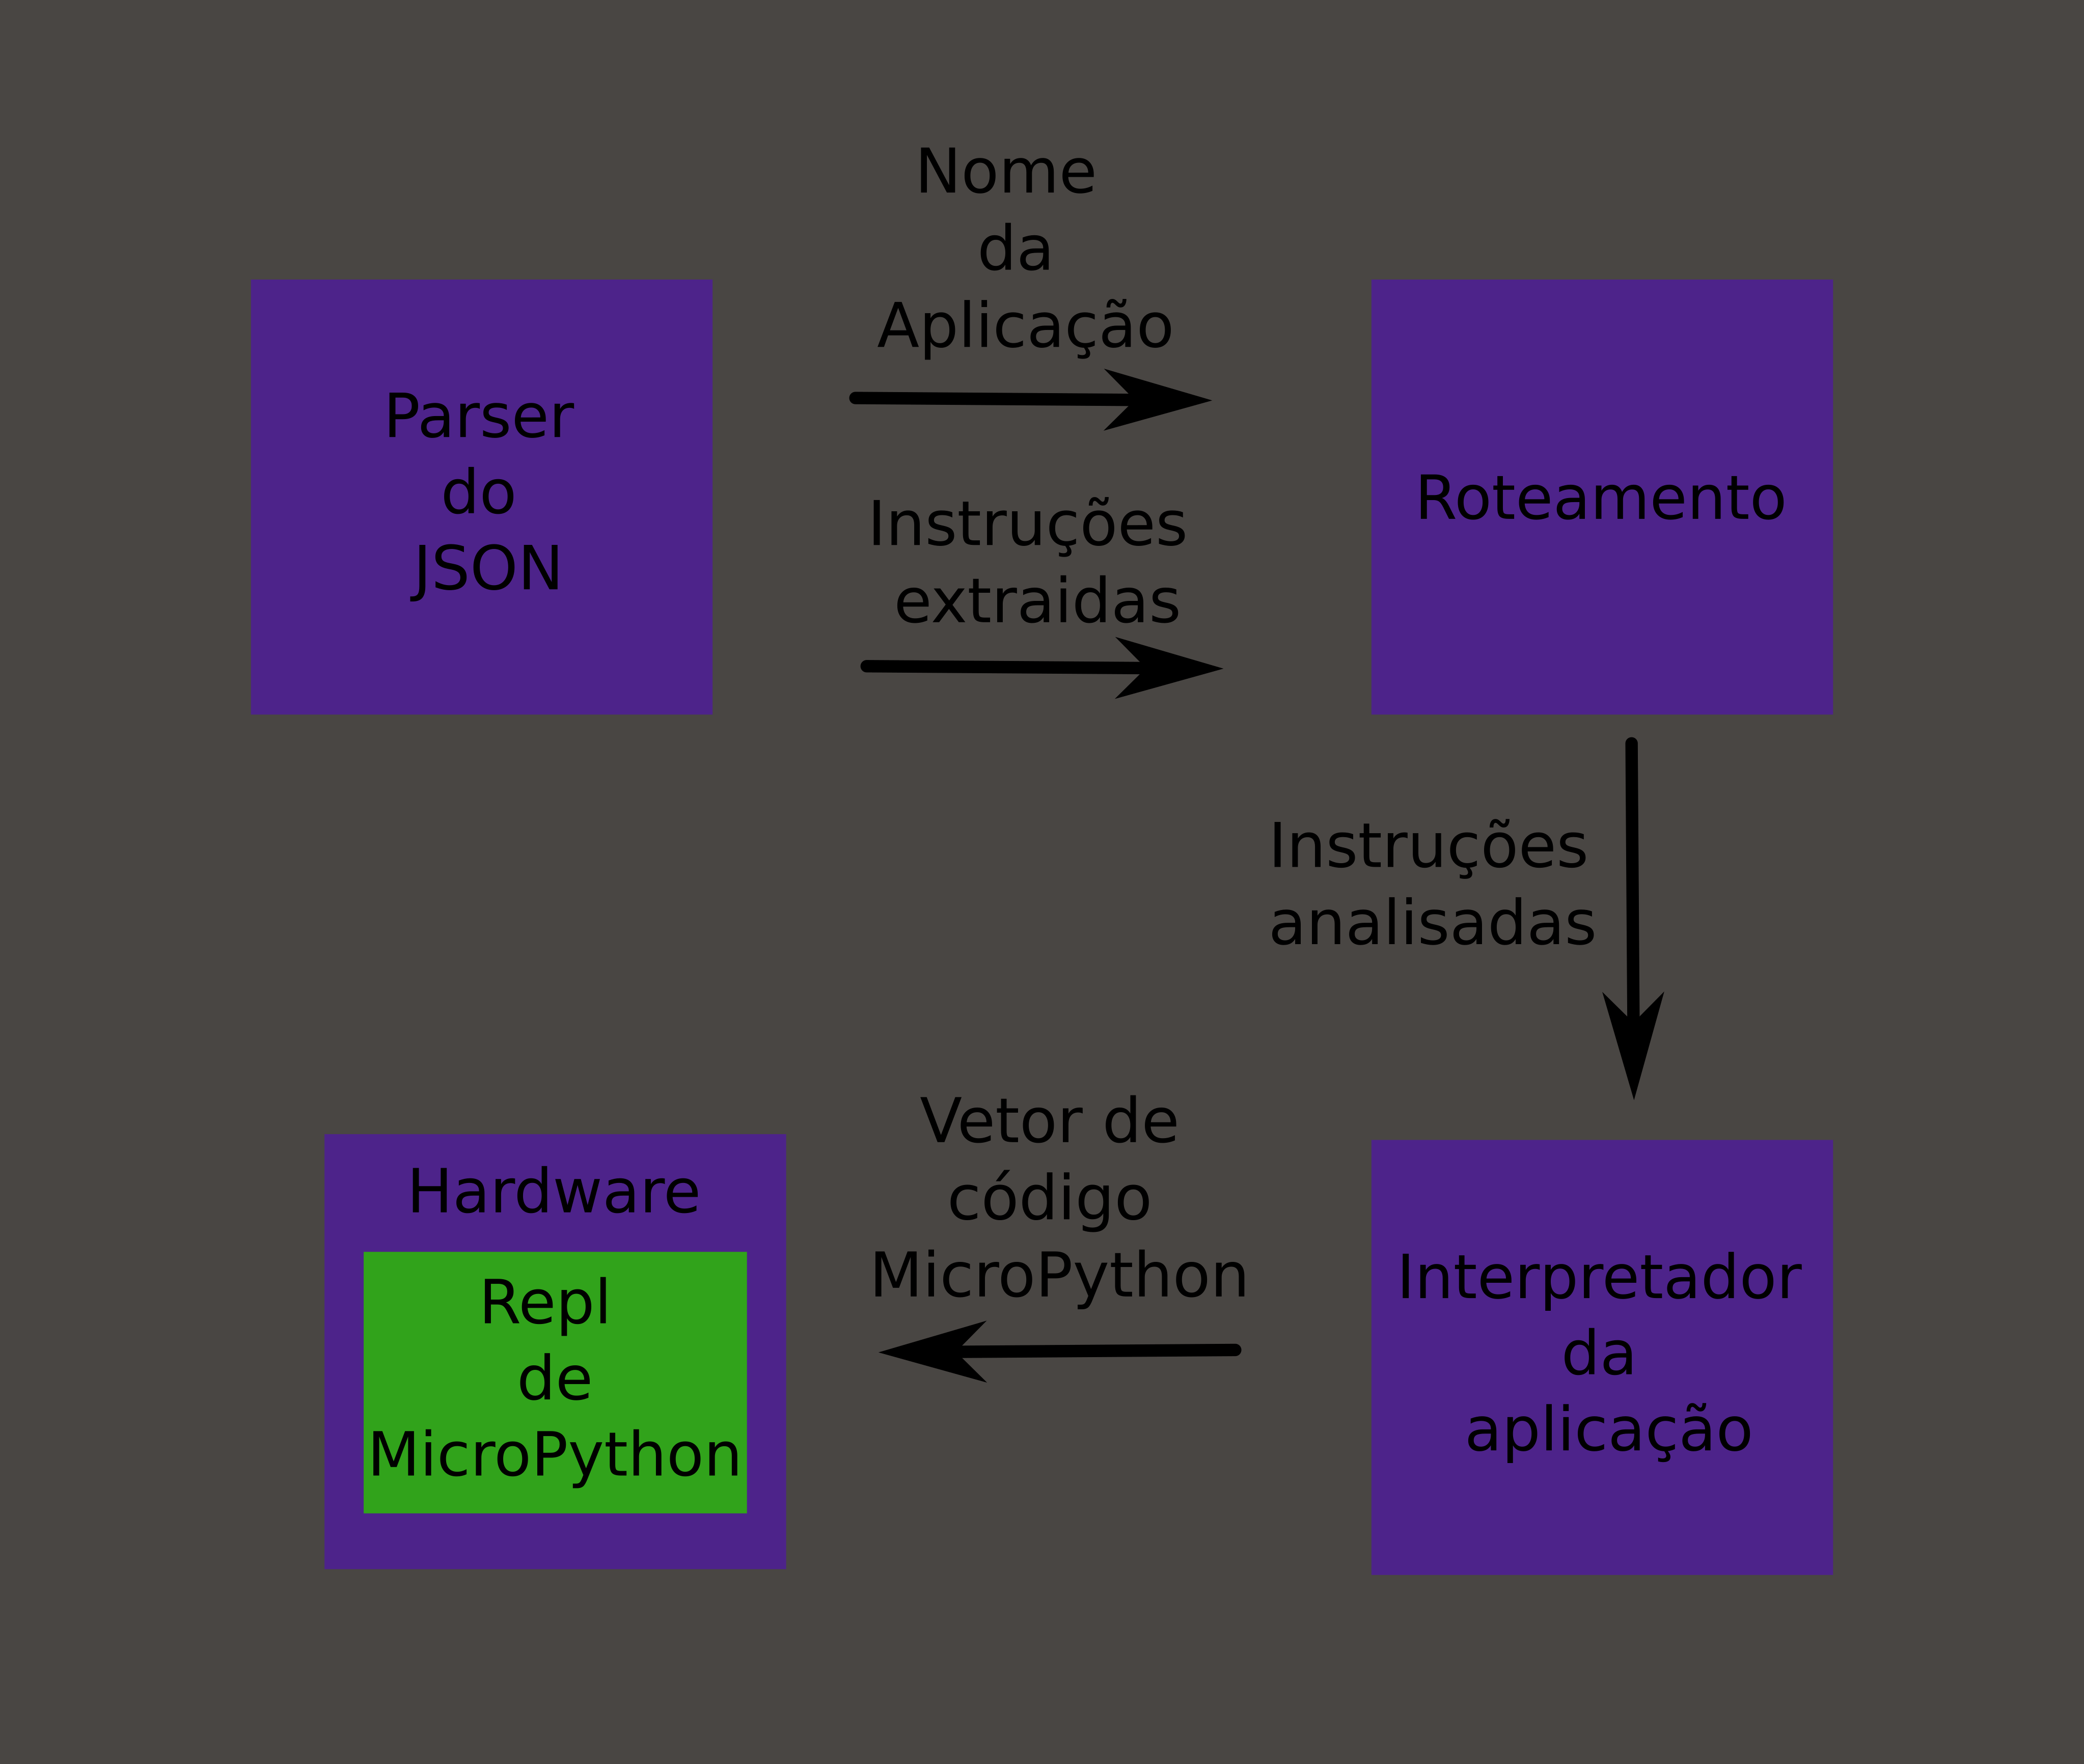 Nome
da
Aplicação
Parser
do
JSON
Instruções
extraidas
Roteamento
Instruções
analisadas
Vetor de
código
MicroPython
Hardware
Repl
de
MicroPython
Interpretador
da
aplicação